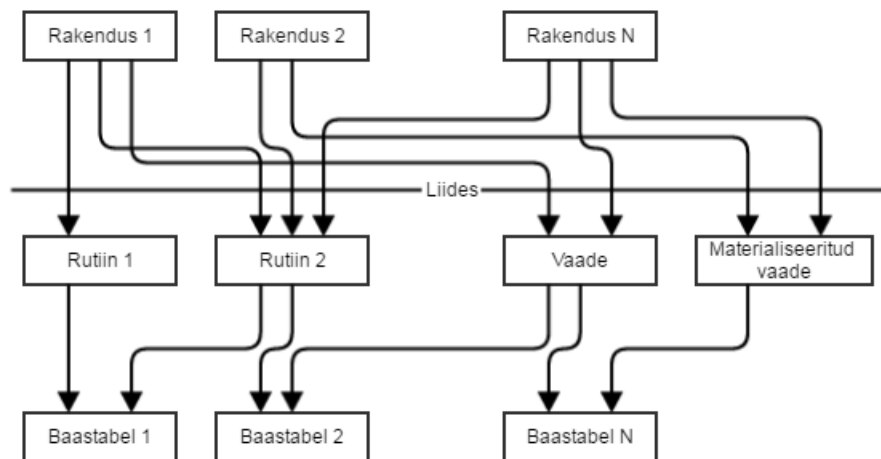 Rakendus 1
Rakendus 2
Rakendus N
Liides
Rutiin 1
Rutiin 2
Vaade
Materialiseeritud
vaade
Baastabel 1
Baastabel 2
Baastabel N